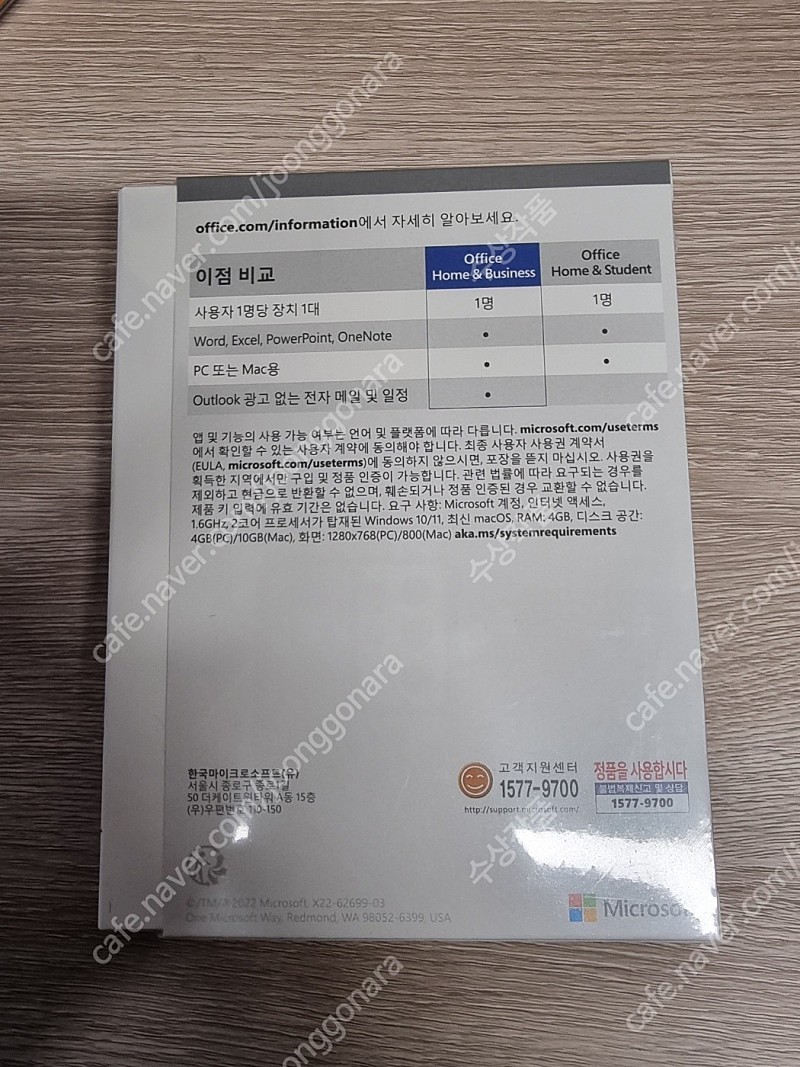 office.com/information에서 자세히 알아보세요.
이점 비교
Office Home & Business
Office Home & Student
사용자 1명당 장치 1대 1명 1명
Word, Excel, PowerPoint, OneNote • •
PC 또는 Mac용 • •
Outlook 광고 없는 전자 메일 및 일정 •
앱 및 기능의 사용 가능 여부는 언어 및 플랫폼에 따라 다릅니다. microsoft.com/useterms
에서 확인할 수 있는 사용자 계약에 동의해야 합니다. 최종 사용자 사용권 계약서
(EULA, microsoft.com/useterms)에 동의하지 않으시면, 포장을 뜯지 마십시오. 사용권을
획득한 지역에서만 구입 및 정품 인증이 가능합니다. 관련 법률에 따라 요구되는 경우를
제외하고 현금으로 반환할 수 없으며, 훼손되거나 정품 인증된 경우 교환할 수 없습니다.
제품 키 입력에 유효 기간은 없습니다. 요구 사항: Microsoft 계정, 인터넷 액세스,
1.6GHz, 2코어 프로세서가 탑재된 Windows 10/11, 최신 macOS, RAM: 4GB, 디스크 공간:
4GB(PC)/10GB(Mac), 화면: 1280x768(PC)/800(Mac) aka.ms/systemrequirements
한국마이크로소프트(유)
서울시 종로구 종로1길
50 더케이트윈타워 A동 15층
(우)우편번호 110-150
고객지원센터
1577-9700
http://support.microsoft.com/
정품을 사용합시다
불법복제신고 및 상담
1577-9700
©/TM/® 2022 Microsoft, X22-62699-03
One Microsoft Way, Redmond, WA 98052-6399, USA
Microsoft
cafe.naver.com/joonggonara
cafe.naver.com/joonggonara
cafe.naver.com/joonggonara
cafe.naver.com/
cafe.naver.com/
cafe.naver.com/